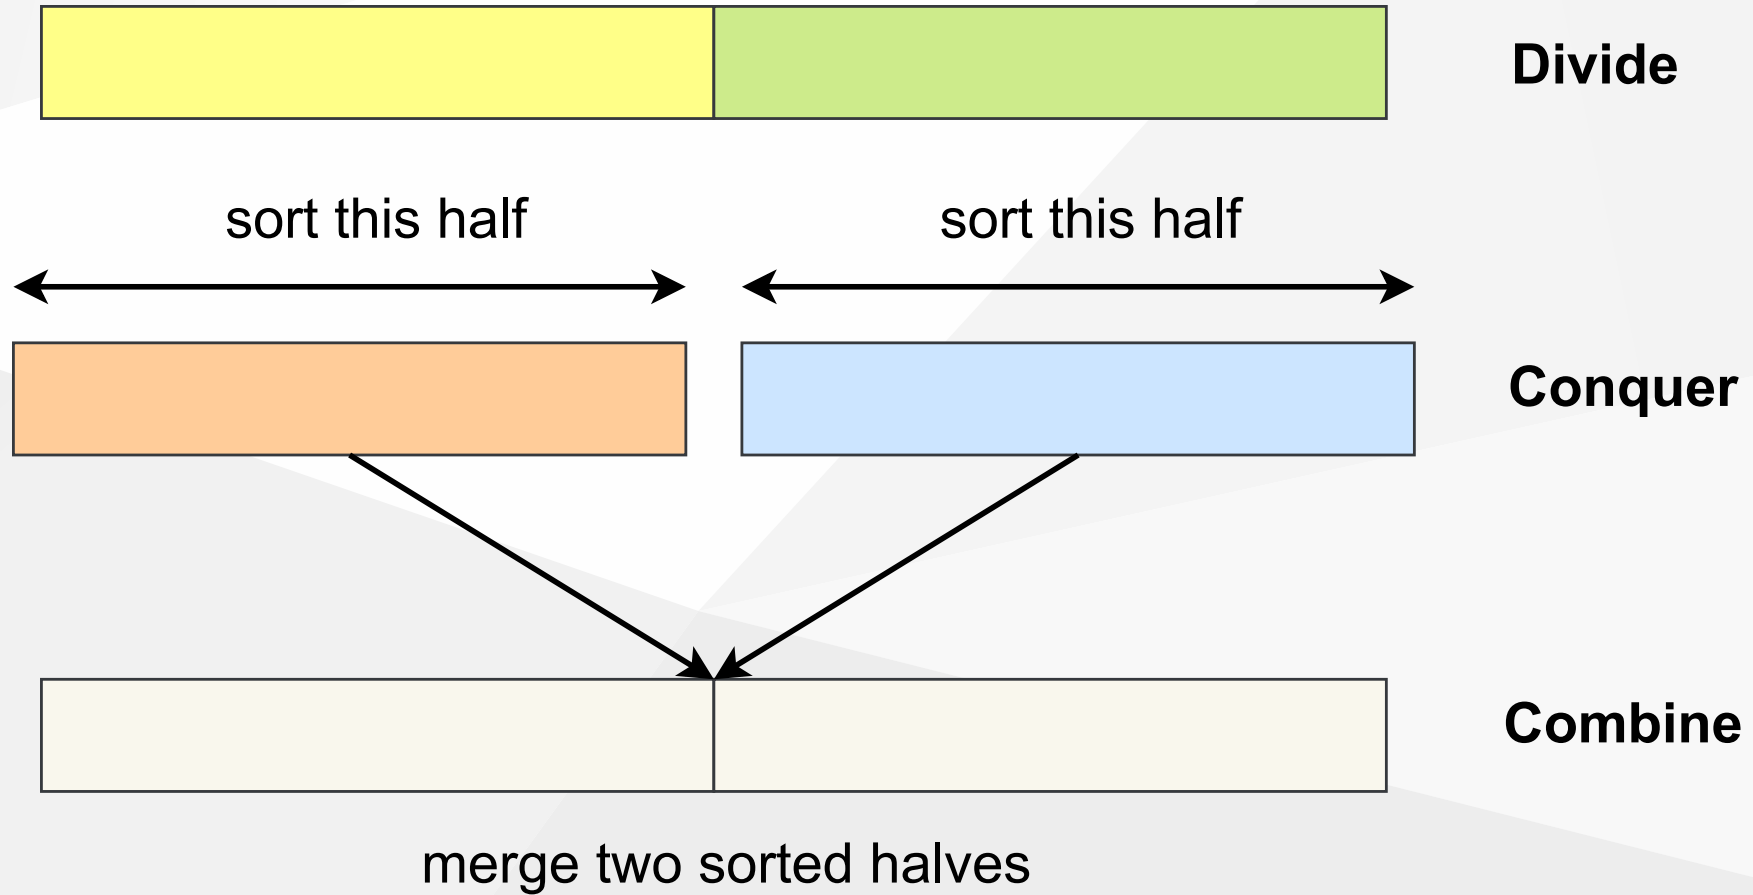 Divide
sort this half
sort this half
Conquer
Combine
merge two sorted halves